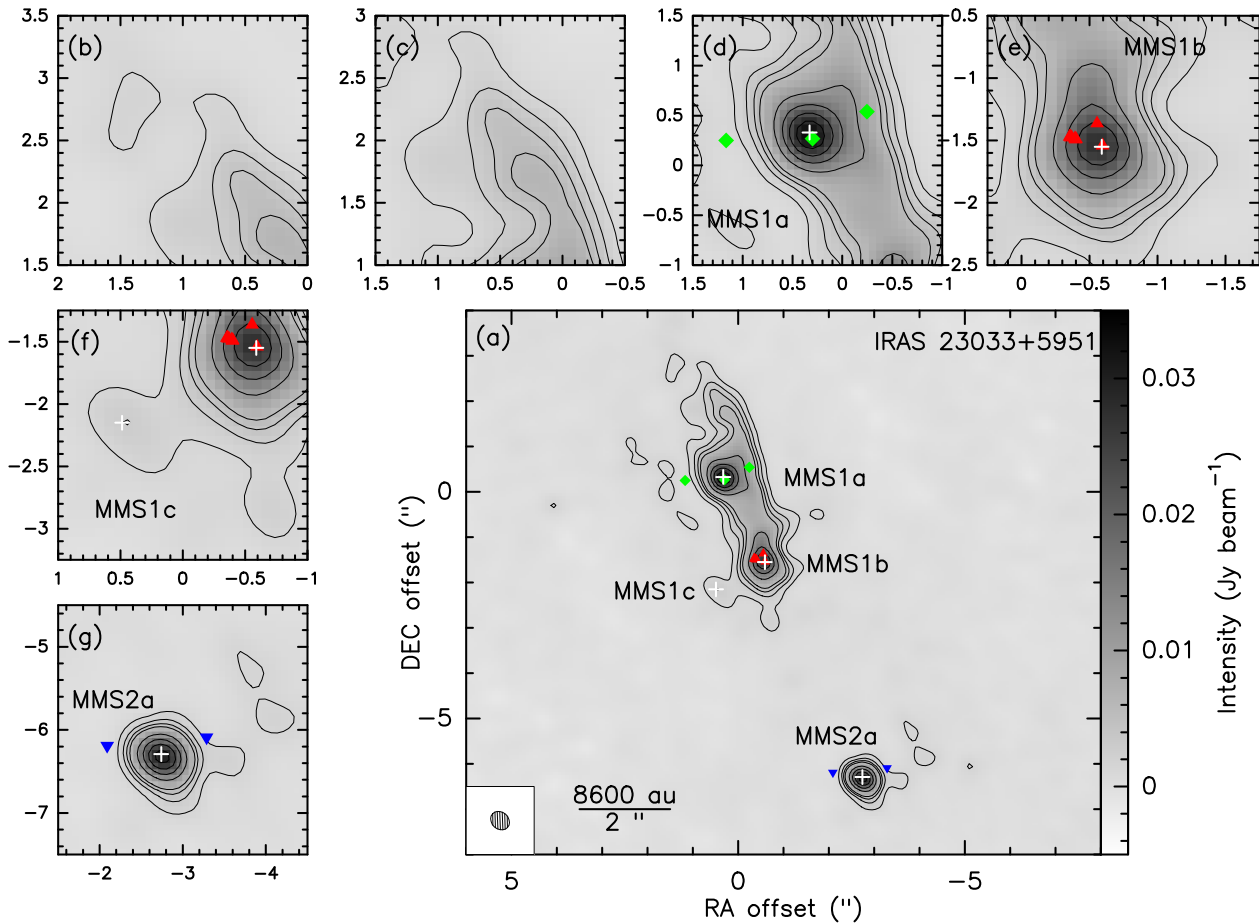 (b)
3.5
3
2.5
2
1.5
2 1.5 1 0.5 0
(c)
3
2.5
2
1.5
1
1.5 1 0.5 0 −0.5
(d)
1.5
1
0.5
0
−0.5
−1
MMS1a
1.5 1 0.5 0 −0.5 −1
(e)
MMS1b
−0.5
−1
−1.5
−2
−2.5
0 −0.5 −1 −1.5
(f)
−1.5
−2
−2.5
−3
MMS1c
1 0.5 0 −0.5 −1
(g)
MMS2a
−5
−6
−7
−2 −3 −4
(a)
IRAS 23033+5951
MMS1a
MMS1b
MMS1c
MMS2a
8600 au
2 "
0
−5
DEC offset (")
5 0 −5
RA offset (")
0.03
0.02
0.01
0
Intensity (Jy beam−1)